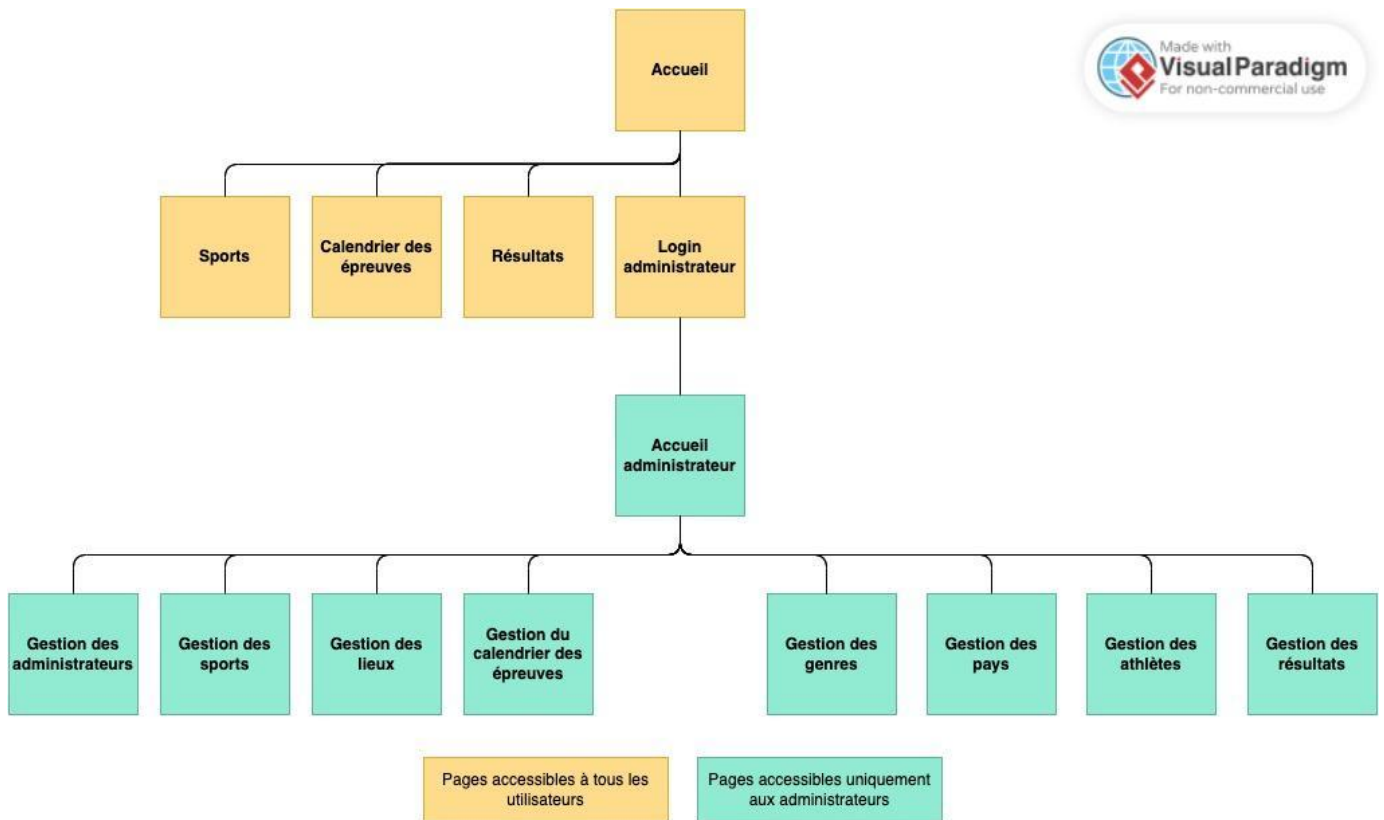 Accueil
Made with
Visual Paradigm
For non-commercial use
Sports
Calendrier des
épreuves
Résultats
Login
administrateur
Accueil
administrateur
Gestion des
administrateurs
Gestion des
sports
Gestion des
lieux
Gestion du
calendrier des
épreuves
Gestion des
genres
Gestion des
pays
Gestion des
athlètes
Gestion des
résultats
Pages accessibles à tous les
utilisateurs
Pages accessibles uniquement
aux administrateurs